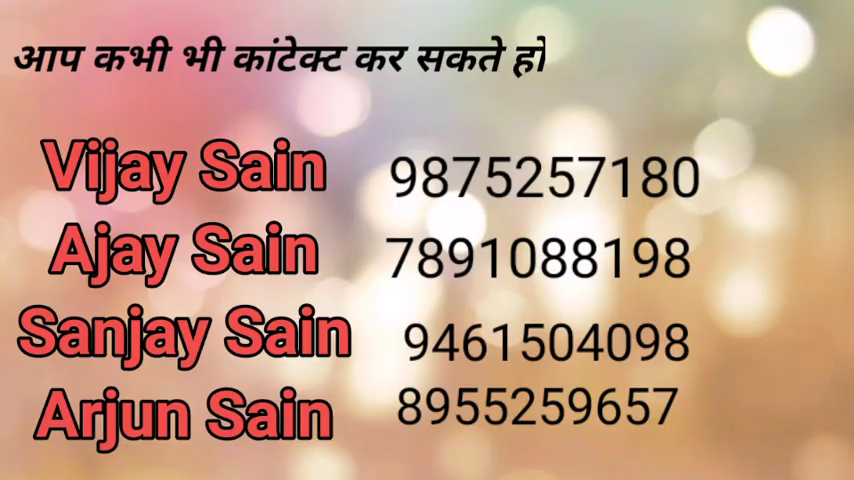 आप कभी भी कांटेक्ट कर सकते हो
Vijay Sain 9875257180
Ajay Sain 7891088198
Sanjay Sain 9461504098
Arjun Sain 8955259657